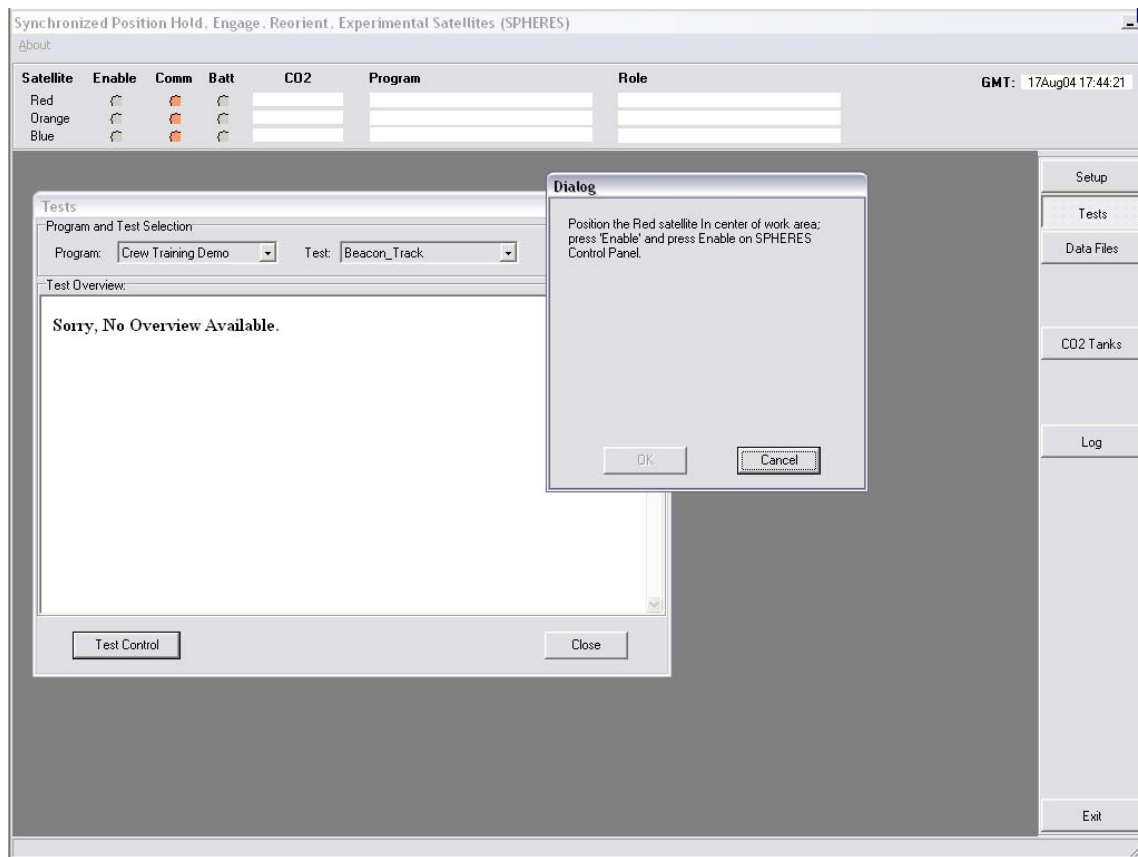 Synchronized Position Hold, Engage, Reorient, Experimental Satellites (SPHERES)
About
Satellite Enable Comm Batt CO2 Program Role GMT: 17Aug04 17:44:21
Red
Orange
Blue
Setup
Tests
Data Files
CO2 Tanks
Log
Exit
Tests
Program and Test Selection
Program: Crew Training Demo Test: Beacon_Track
Test Overview:
Sorry, No Overview Available.
Test Control Close
Dialog
Position the Red satellite In center of work area;
press 'Enable' and press Enable on SPHERES
Control Panel.
OK Cancel